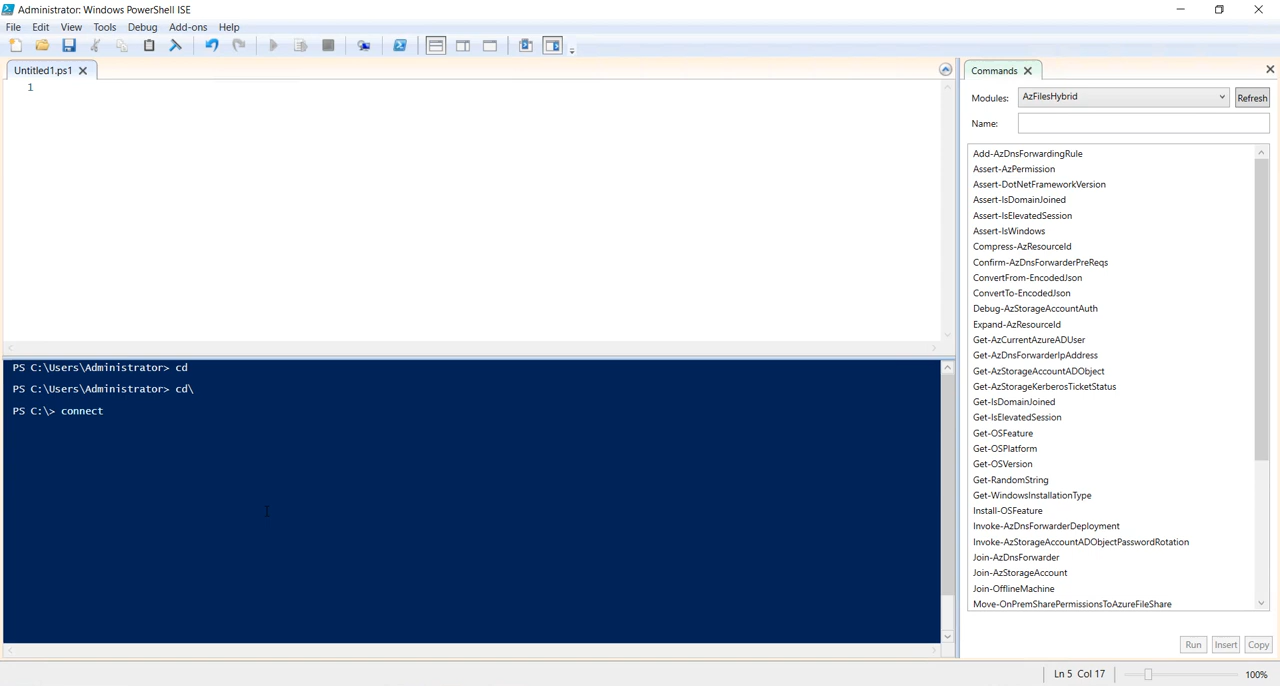 Administrator: Windows PowerShell ISE
File Edit View Tools Debug Add-ons Help
Untitled1.ps1
1
PS C:\Users\Administrator> cd
PS C:\Users\Administrator> cd\
PS C:\> connect
Commands
Modules: AzFilesHybrid Refresh
Name:
Add-AzDnsForwardingRule
Assert-AzPermission
Assert-DotNetFrameworkVersion
Assert-IsDomainJoined
Assert-IsElevatedSession
Assert-IsWindows
Compress-AzResourceId
Confirm-AzDnsForwarderPreReqs
ConvertFrom-EncodedJson
ConvertTo-EncodedJson
Debug-AzStorageAccountAuth
Expand-AzResourceId
Get-AzCurrentAzureADUser
Get-AzDnsForwarderIpAddress
Get-AzStorageAccountADObject
Get-AzStorageKerberosTicketStatus
Get-IsDomainJoined
Get-IsElevatedSession
Get-OSFeature
Get-OSPlatform
Get-OSVersion
Get-RandomString
Get-WindowsInstallationType
Install-OSFeature
Invoke-AzDnsForwarderDeployment
Invoke-AzStorageAccountADObjectPasswordRotation
Join-AzDnsForwarder
Join-AzStorageAccount
Join-OfflineMachine
Move-OnPremSharePermissionsToAzureFileShare
Run Insert Copy
Ln 5 Col 17 100%